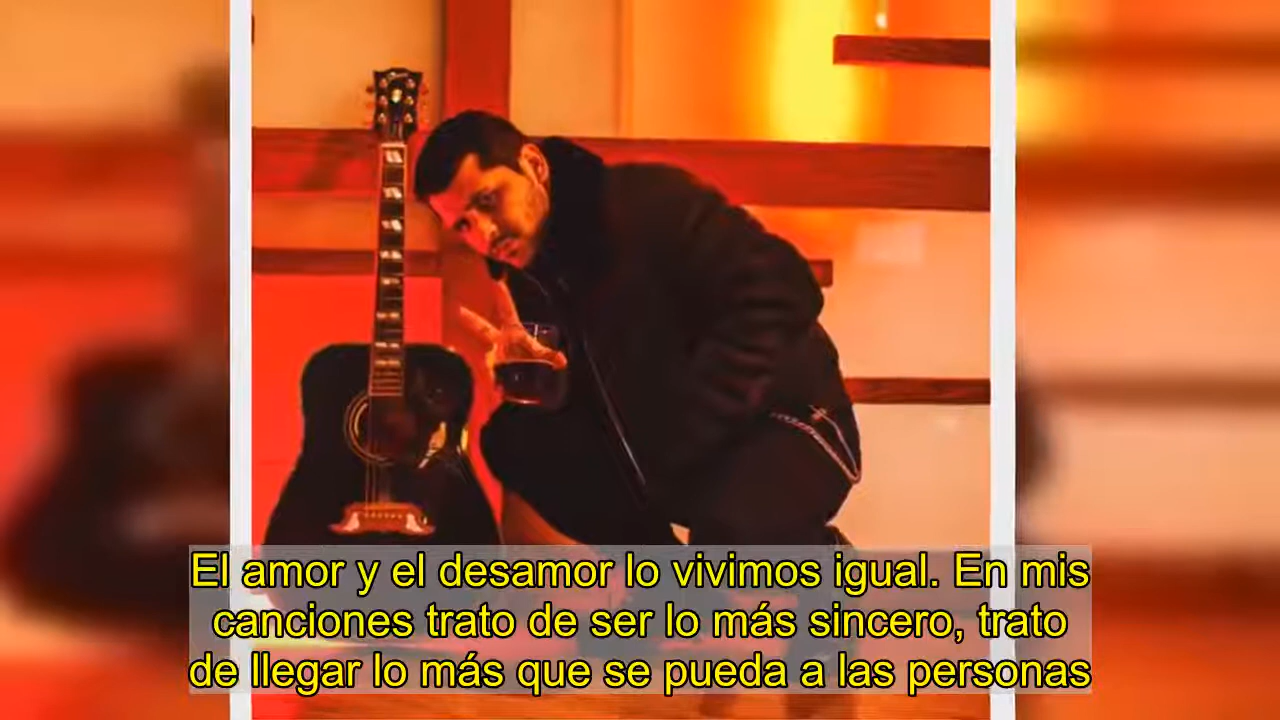 El amor y el desamor lo vivimos igual. En mis
canciones trato de ser lo más sincero, trato
de llegar lo más que se pueda a las personas